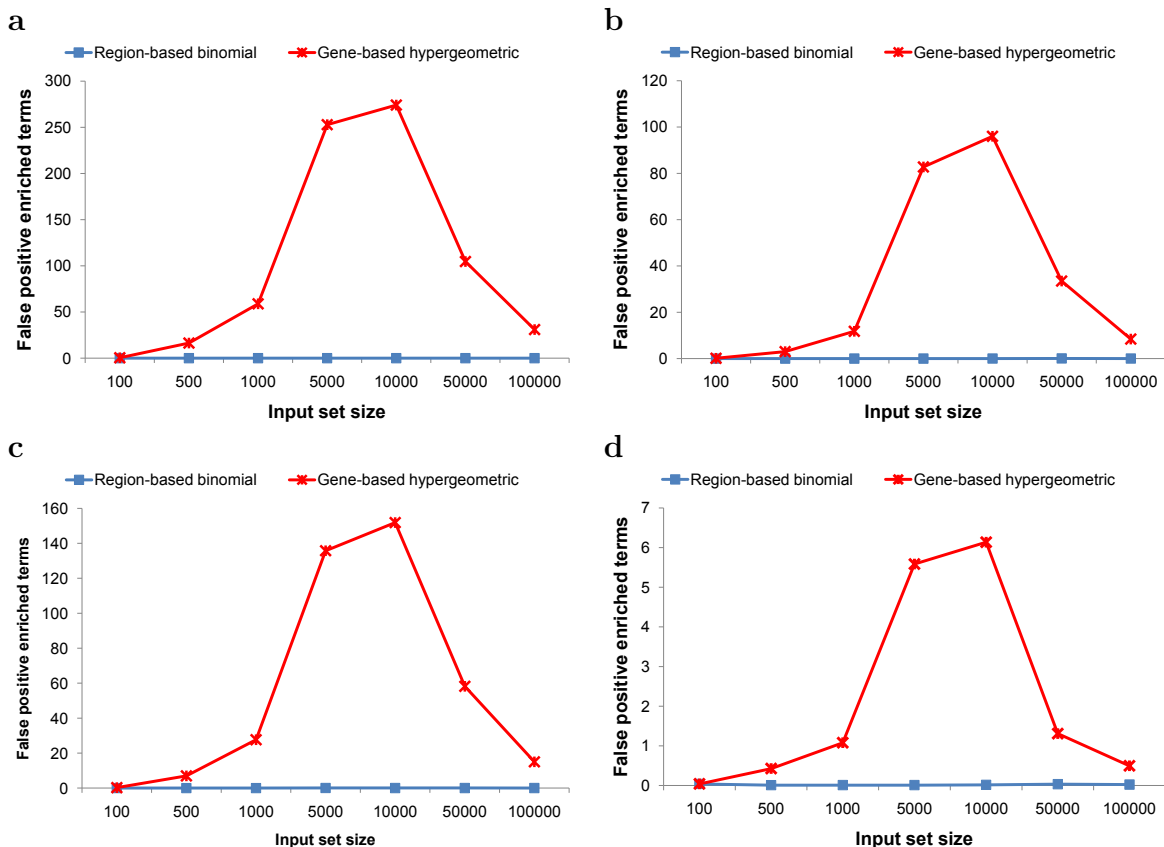 a
Region-based binomial Gene-based hypergeometric
300
250
200
150
100
50
0
False positive enriched terms
100 500 1000 5000 10000 50000 100000
Input set size
b
Region-based binomial Gene-based hypergeometric
120
100
80
60
40
20
0
False positive enriched terms
100 500 1000 5000 10000 50000 100000
Input set size
c
Region-based binomial Gene-based hypergeometric
160
140
120
100
80
60
40
20
0
False positive enriched terms
100 500 1000 5000 10000 50000 100000
Input set size
d
Region-based binomial Gene-based hypergeometric
7
6
5
4
3
2
1
0
False positive enriched terms
100 500 1000 5000 10000 50000 100000
Input set size